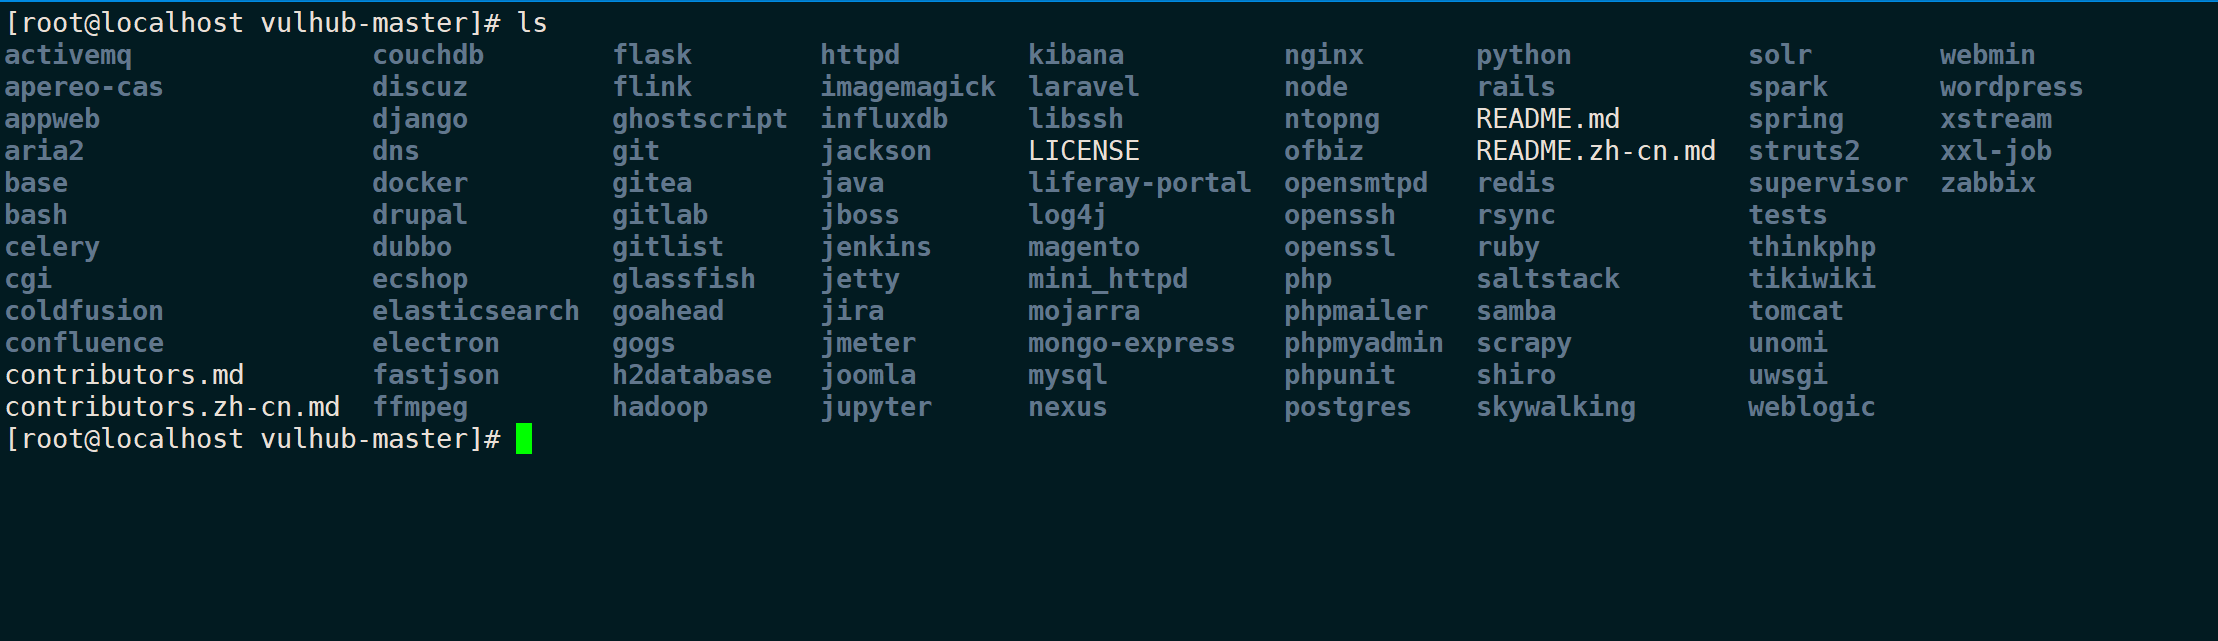 [root@localhost vulhub-master]# ls
activemq couchdb flask httpd kibana nginx python solr webmin
apereo-cas discuz flink imagemagick laravel node rails spark wordpress
appweb django ghostscript influxdb libssh ntopng README.md spring xstream
aria2 dns git jackson LICENSE ofbiz README.zh-cn.md struts2 xxl-job
base docker gitea java liferay-portal opensmtpd redis supervisor zabbix
bash drupal gitlab jboss log4j openssh rsync tests
celery dubbo gitlist jenkins magento openssl ruby thinkphp
cgi ecshop glassfish jetty mini_httpd php saltstack tikiwiki
coldfusion elasticsearch goahead jira mojarra phpmailer samba tomcat
confluence electron gogs jmeter mongo-express phpmyadmin scrapy unomi
contributors.md fastjson h2database joomla mysql phpunit shiro uwsgi
contributors.zh-cn.md ffmpeg hadoop jupyter nexus postgres skywalking weblogic
[root@localhost vulhub-master]#